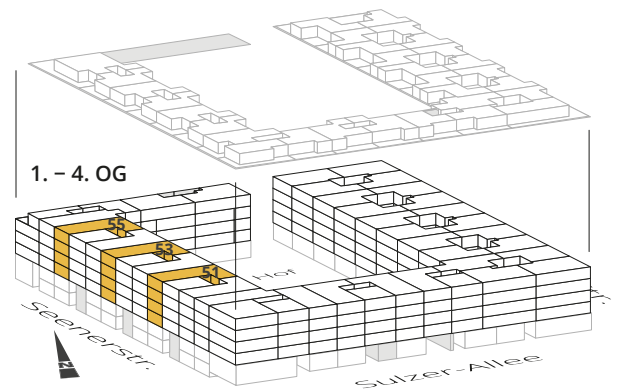 1. – 4. OG
55
53
51
Hof
Seenerstr.
Sulzer-Allee
N